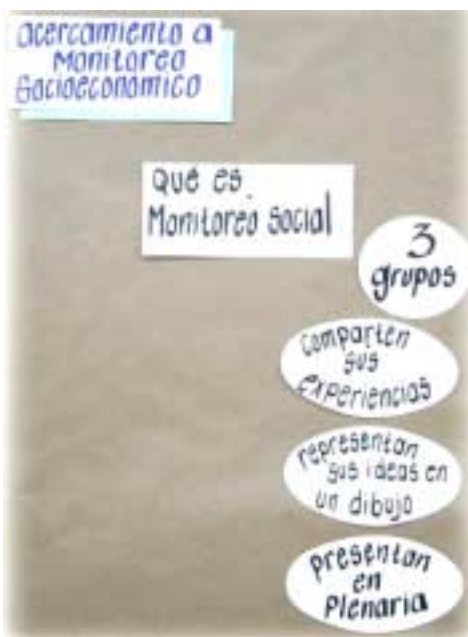 acercamiento a
Monitoreo
Socioeconomico
Qué es
Monitoreo Social
3
grupos
comparten
sus
experiencias
representan
sus ideas en
un dibujo
presentan
en
Plenaria